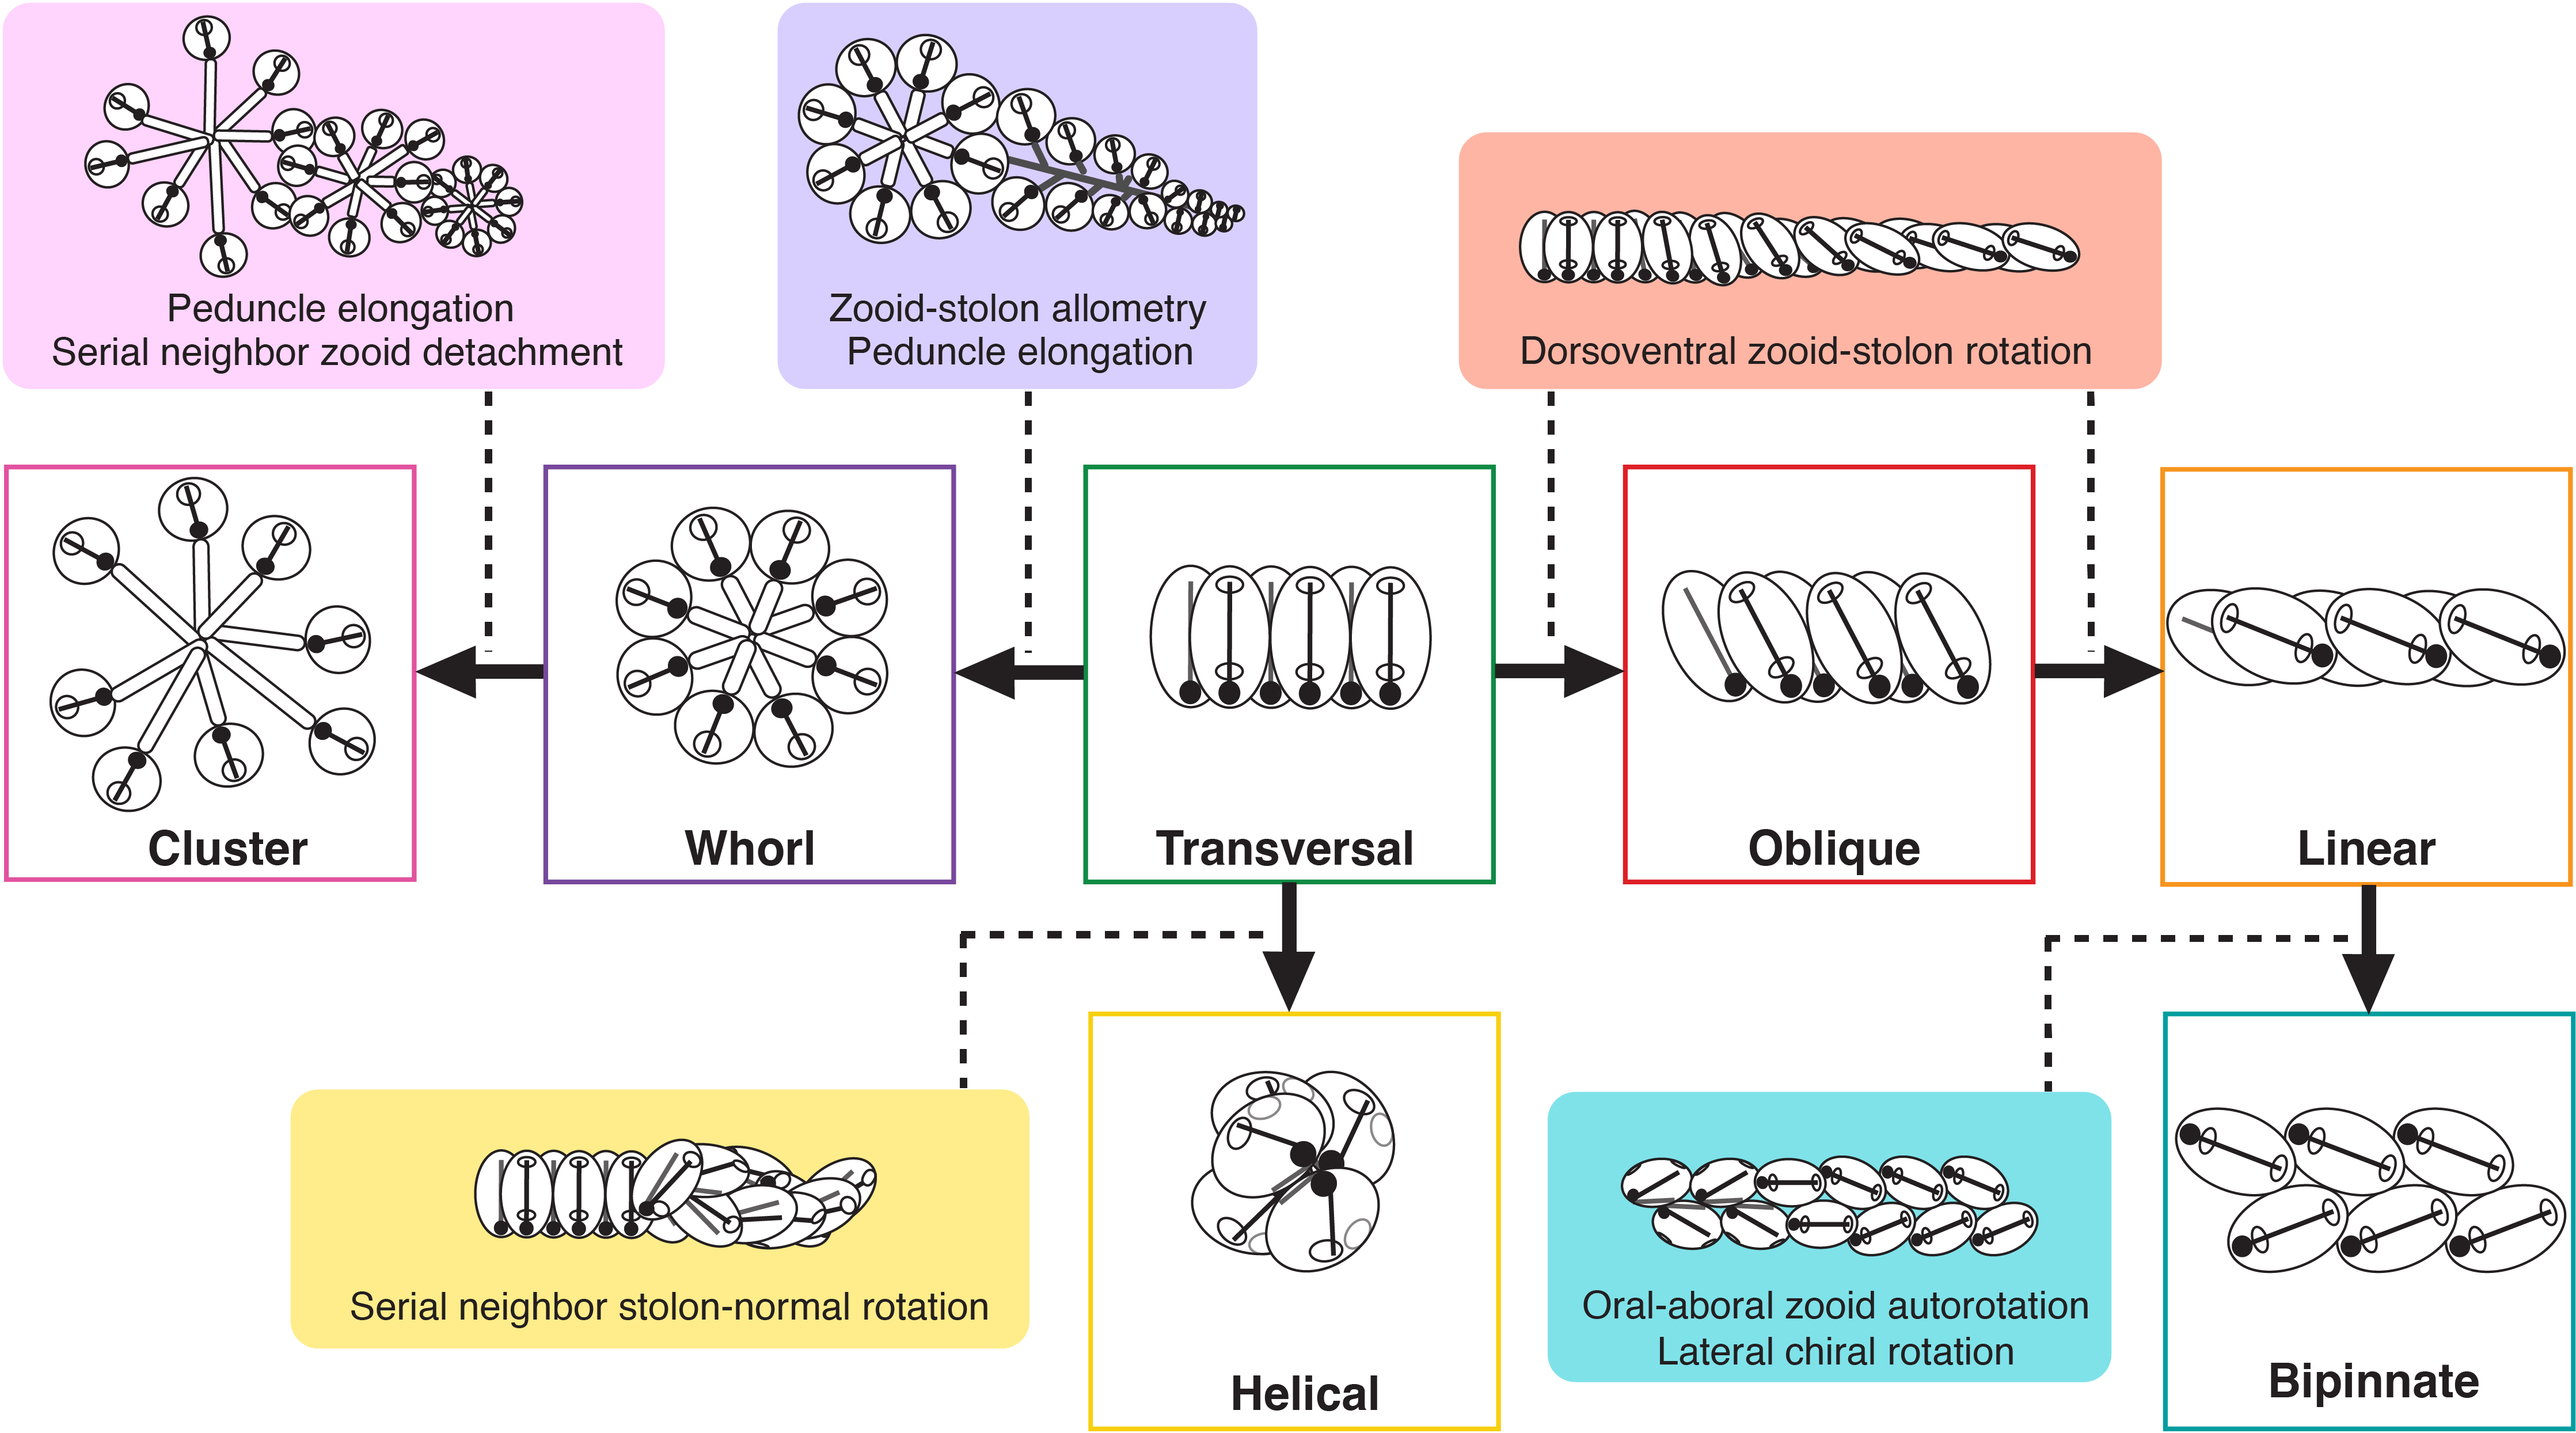 Peduncle elongation
Serial neighbor zooid detachment
Zooid-stolon allometry
Peduncle elongation
Dorsoventral zooid-stolon rotation
Cluster
Whorl
Transversal
Oblique
Linear
Serial neighbor stolon-normal rotation
Helical
Oral-aboral zooid autorotation
Lateral chiral rotation
Bipinnate